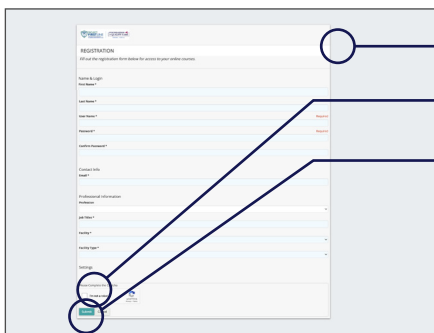 REGISTRATION
Fill out the registration form below for access to your online courses.
Name & Login
First Name *
Last Name *
User Name *
Required
Password *
Required
Confirm Password *
Contact Info
Email *
Professional Information
Profession
Job Title *
Facility *
Facility Type *
Settings
I'm not a robot
Submit